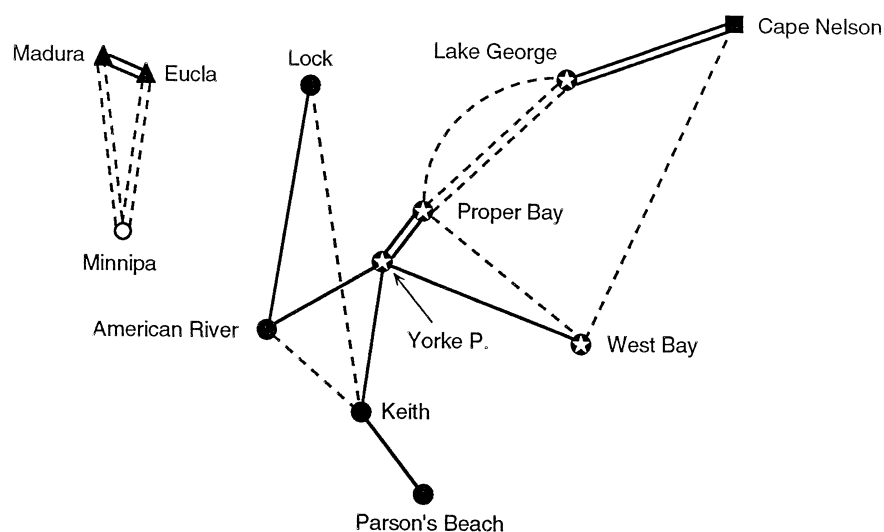 Cape Nelson
Lake George
Madura
Lock
Eucla
Proper Bay
Minnipa
American River
Yorke P.
West Bay
Keith
Parson's Beach